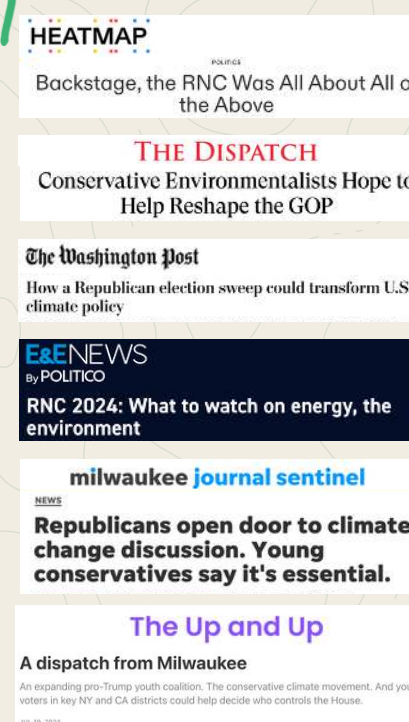 HEATMAP
POLITICS
Backstage, the RNC Was All About All o
the Above
THE DISPATCH
Conservative Environmentalists Hope to
Help Reshape the GOP
The Washington Post
How a Republican election sweep could transform U.S
climate policy
E&ENEWS
By POLITICO
RNC 2024: What to watch on energy, the
environment
milwaukee journal sentinel
NEWS
Republicans open door to climate
change discussion. Young
conservatives say it's essential.
The Up and Up
A dispatch from Milwaukee
An expanding pro-Trump youth coalition. The conservative climate movement. And you
voters in key NY and CA districts could help decide who controls the House.